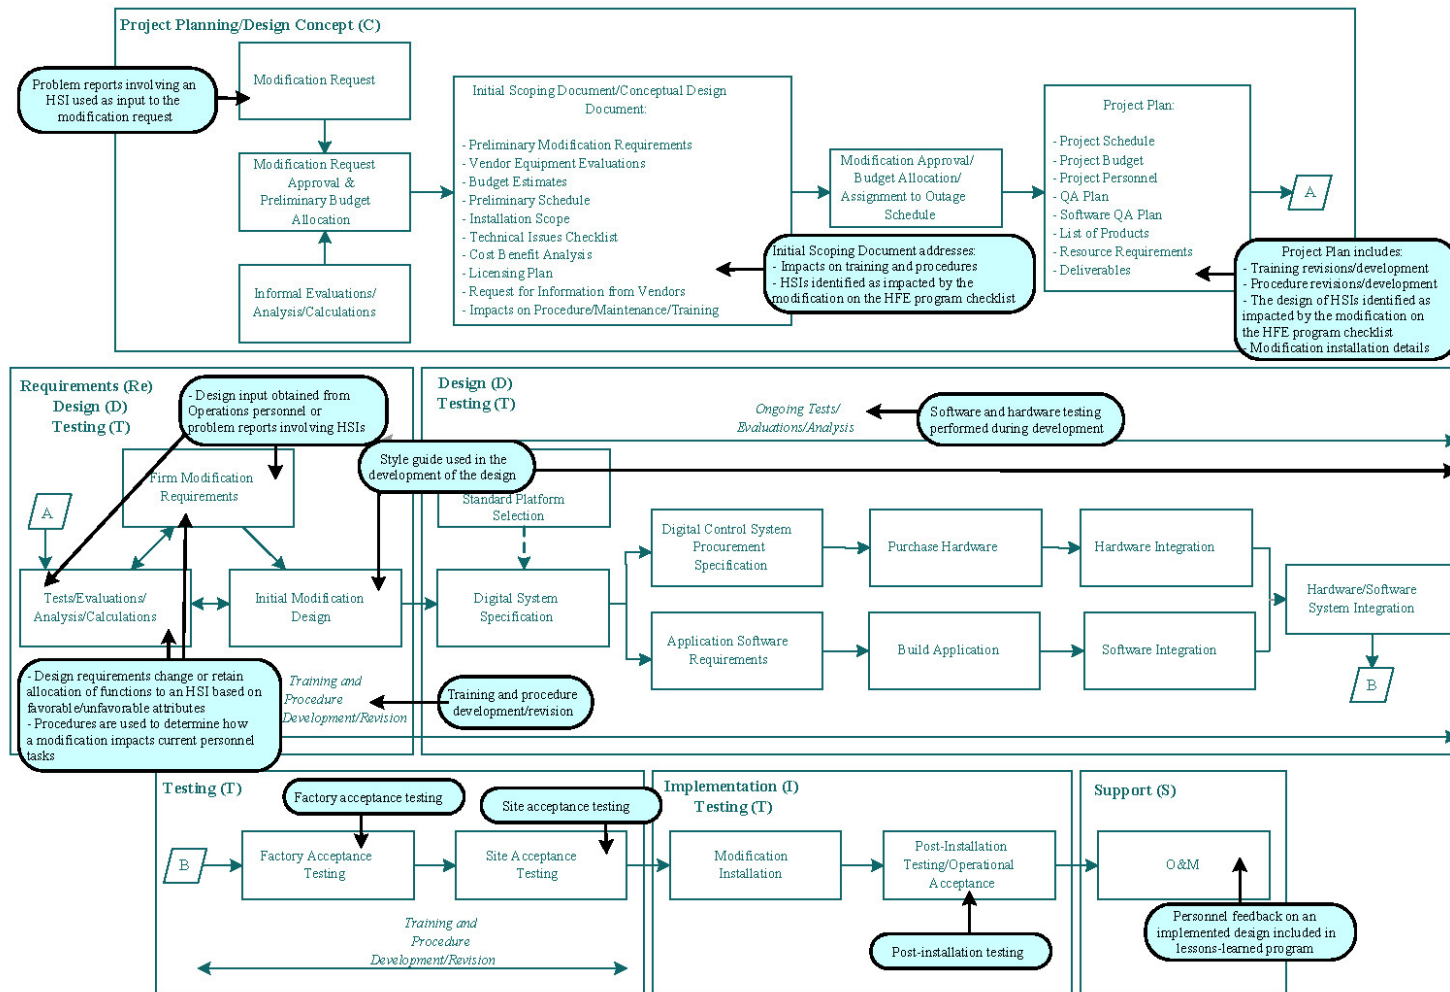 Project Planning/Design Concept (C)
Modification Request
Problem reports involving an
HSI used as input to the
modification request
Modification Request
Approval &
Preliminary Budget
Allocation
Informal Evaluations/
Analysis/Calculations
Initial Scoping Document/Conceptual Design
Document:
- Preliminary Modification Requirements
- Vendor Equipment Evaluations
- Budget Estimates
- Preliminary Schedule
- Installation Scope
- Technical Issues Checklist
- Cost Benefit Analysis
- Licensing Plan
- Request for Information from Vendors
- Impacts on Procedure/Maintenance/Training
Modification Approval/
Budget Allocation/
Assignment to Outage
Schedule
Initial Scoping Document addresses:
- Impacts on training and procedures
- HSIs identified as impacted by the
modification on the HFE program checklist
Project Plan:
- Project Schedule
- Project Budget
- Project Personnel
- QA Plan
- Software QA Plan
- List of Products
- Resource Requirements
- Deliverables
A
Project Plan includes:
- Training revisions/development
- Procedure revisions/development
- The design of HSIs identified as
impacted by the modification on
the HFE program checklist
- Modification installation details
Requirements (Re)
Design (D)
Testing (T)
- Design input obtained from
Operations personnel or
problem reports involving HSIs
Firm Modification
Requirements
A
Tests/Evaluations/
Analysis/Calculations
Initial Modification
Design
- Design requirements change or retain
allocation of functions to an HSI based on
favorable/unfavorable attributes
- Procedures are used to determine how
a modification impacts current personnel
tasks
Training and
Procedure
Development/Revision
Design (D)
Testing (T)
Ongoing Tests/
Evaluations/Analysis
Software and hardware testing
performed during development
Style guide used in the
development of the design
Standard Platform
Selection
Digital System
Specification
Digital Control System
Procurement
Specification
Purchase Hardware
Hardware Integration
Application Software
Requirements
Build Application
Software Integration
Hardware/Software
System Integration
B
Training and procedure
development/revision
Testing (T)
Factory acceptance testing
Site acceptance testing
B
Factory Acceptance
Testing
Site Acceptance
Testing
Training and
Procedure
Development/Revision
Implementation (I)
Testing (T)
Modification
Installation
Post-Installation
Testing/Operational
Acceptance
Post-installation testing
Support (S)
O&M
Personnel feedback on an
implemented design included in
lessons-learned program